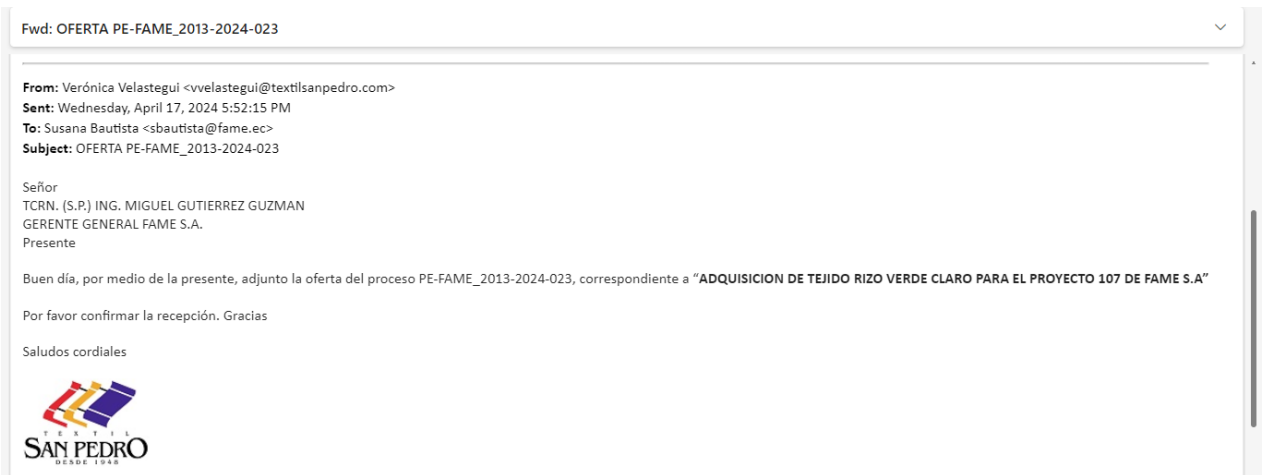 Fwd: OFERTA PE-FAME_2013-2024-023
From: Verónica Velastegui <vvelastegui@textilsanpedro.com>
Sent: Wednesday, April 17, 2024 5:52:15 PM
To: Susana Bautista <sbautista@fame.ec>
Subject: OFERTA PE-FAME_2013-2024-023
Señor
TCRN. (S.P.) ING. MIGUEL GUTIERREZ GUZMAN
GERENTE GENERAL FAME S.A.
Presente
Buen día, por medio de la presente, adjunto la oferta del proceso PE-FAME_2013-2024-023, correspondiente a “ADQUISICION DE TEJIDO RIZO VERDE CLARO PARA EL PROYECTO 107 DE FAME S.A”
Por favor confirmar la recepción. Gracias
Saludos cordiales
TEXTIL
SAN PEDRO
DESDE 1948